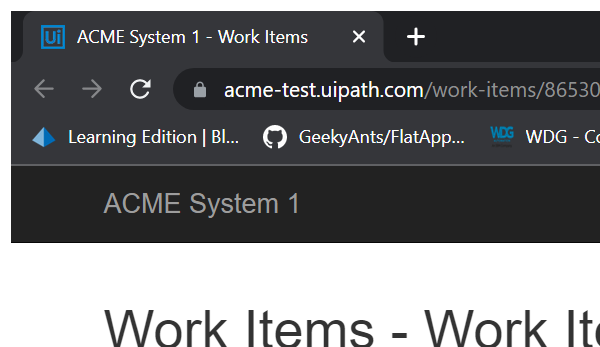 Ui ACME System 1 - Work Items
acme-test.uipath.com/work-items/86530
Learning Edition | Bl... GeekyAnts/FlatApp... WDG WDG - Co
ACME System 1
Work Items - Work Ite